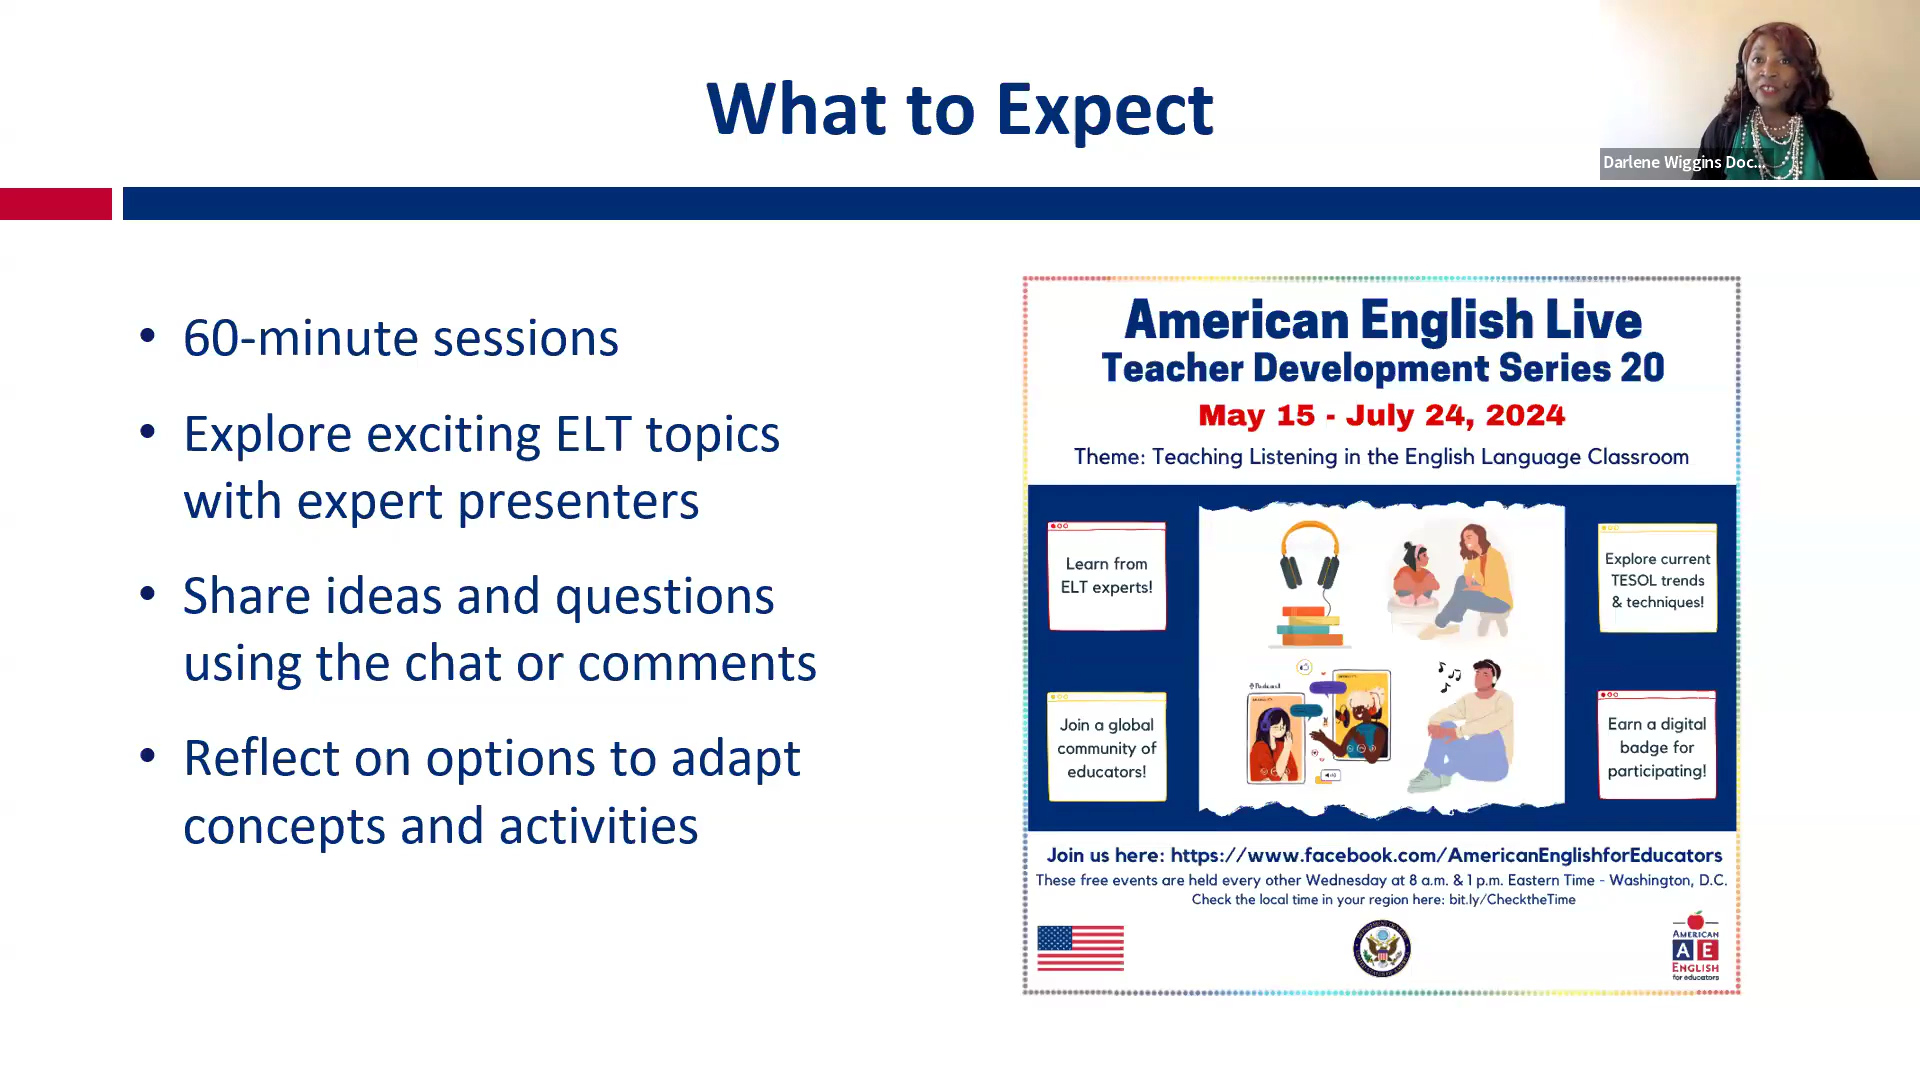 What to Expect
Darlene Wiggins Doc...
• 60-minute sessions
• Explore exciting ELT topics
with expert presenters
• Share ideas and questions
using the chat or comments
• Reflect on options to adapt
concepts and activities
American English Live
Teacher Development Series 20
May 15 - July 24, 2024
Theme: Teaching Listening in the English Language Classroom
Learn from
ELT experts!
Explore current
TESOL trends
& techniques!
Join a global
community of
educators!
Earn a digital
badge for
participating!
Join us here: https://www.facebook.com/AmericanEnglishforEducators
These free events are held every other Wednesday at 8 a.m. & 1 p.m. Eastern Time - Washington, D.C.
Check the local time in your region here: bit.ly/ChecktheTime
AMERICAN
A E
ENGLISH
for educators